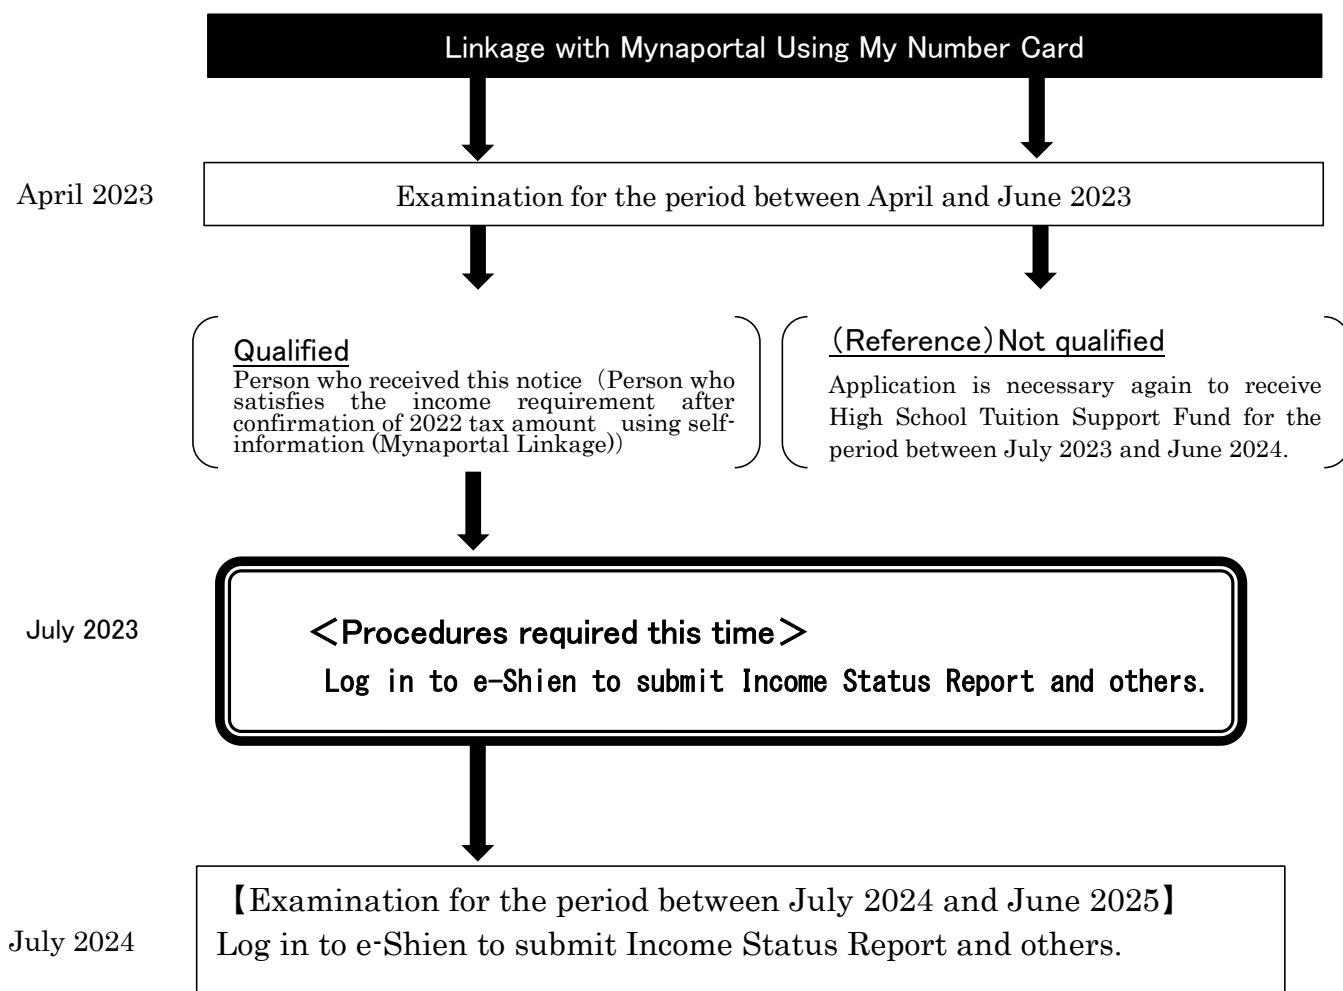 Linkage with Mynaportal Using My Number Card
April 2023
Examination for the period between April and June 2023
Qualified
Person who received this notice （Person who
satisfies the income requirement after
confirmation of 2022 tax amount using self-
information (Mynaportal Linkage)）
（Reference）Not qualified
Application is necessary again to receive
High School Tuition Support Fund for the
period between July 2023 and June 2024.
July 2023
＜Procedures required this time＞
Log in to e-Shien to submit Income Status Report and others.
July 2024
【Examination for the period between July 2024 and June 2025】
Log in to e-Shien to submit Income Status Report and others.